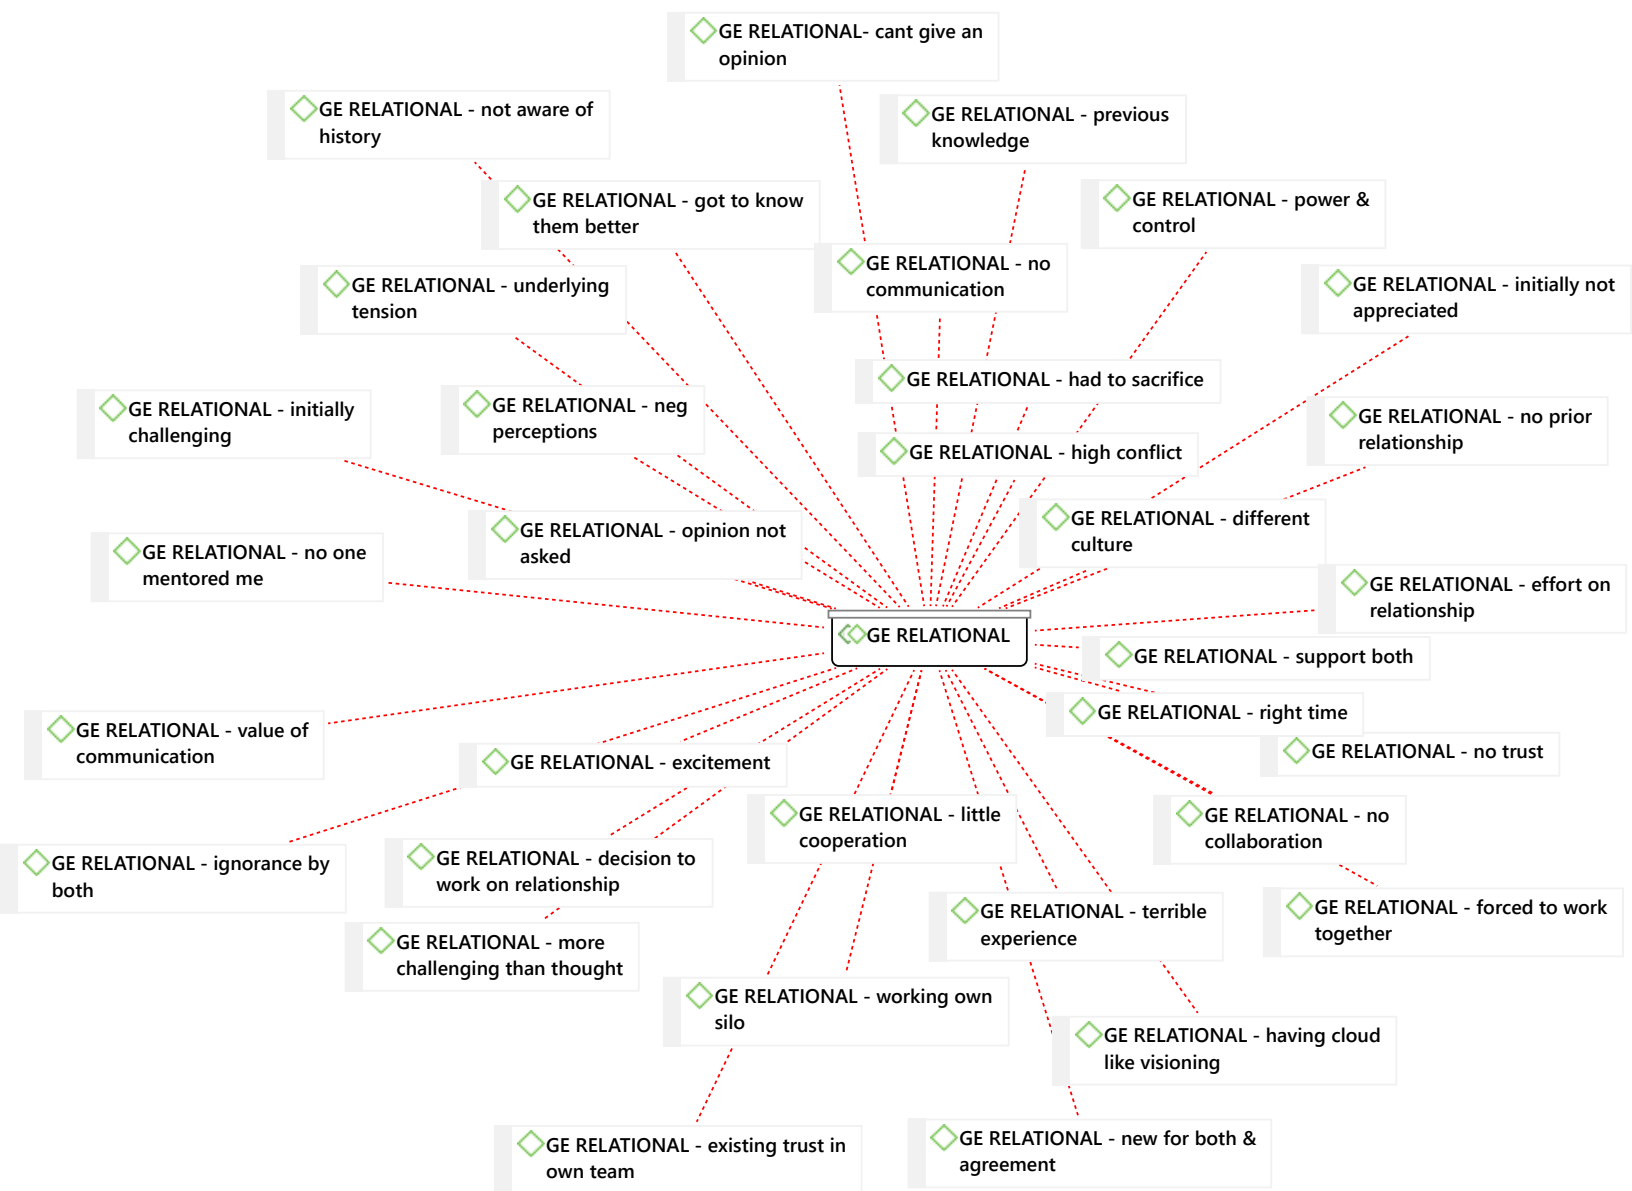 GE RELATIONAL- cant give an
opinion
GE RELATIONAL - not aware of
history
GE RELATIONAL - previous
knowledge
GE RELATIONAL - got to know
them better
GE RELATIONAL - power &
control
GE RELATIONAL - no
communication
GE RELATIONAL - underlying
tension
GE RELATIONAL - initially not
appreciated
GE RELATIONAL - had to sacrifice
GE RELATIONAL - initially
challenging
GE RELATIONAL - neg
perceptions
GE RELATIONAL - no prior
relationship
GE RELATIONAL - high conflict
GE RELATIONAL - opinion not
asked
GE RELATIONAL - different
culture
GE RELATIONAL - no one
mentored me
GE RELATIONAL - effort on
relationship
GE RELATIONAL
GE RELATIONAL - support both
GE RELATIONAL - right time
GE RELATIONAL - value of
communication
GE RELATIONAL - no trust
GE RELATIONAL - excitement
GE RELATIONAL - little
cooperation
GE RELATIONAL - no
collaboration
GE RELATIONAL - ignorance by
both
GE RELATIONAL - decision to
work on relationship
GE RELATIONAL - terrible
experience
GE RELATIONAL - forced to work
together
GE RELATIONAL - more
challenging than thought
GE RELATIONAL - working own
silo
GE RELATIONAL - having cloud
like visioning
GE RELATIONAL - existing trust in
own team
GE RELATIONAL - new for both &
agreement